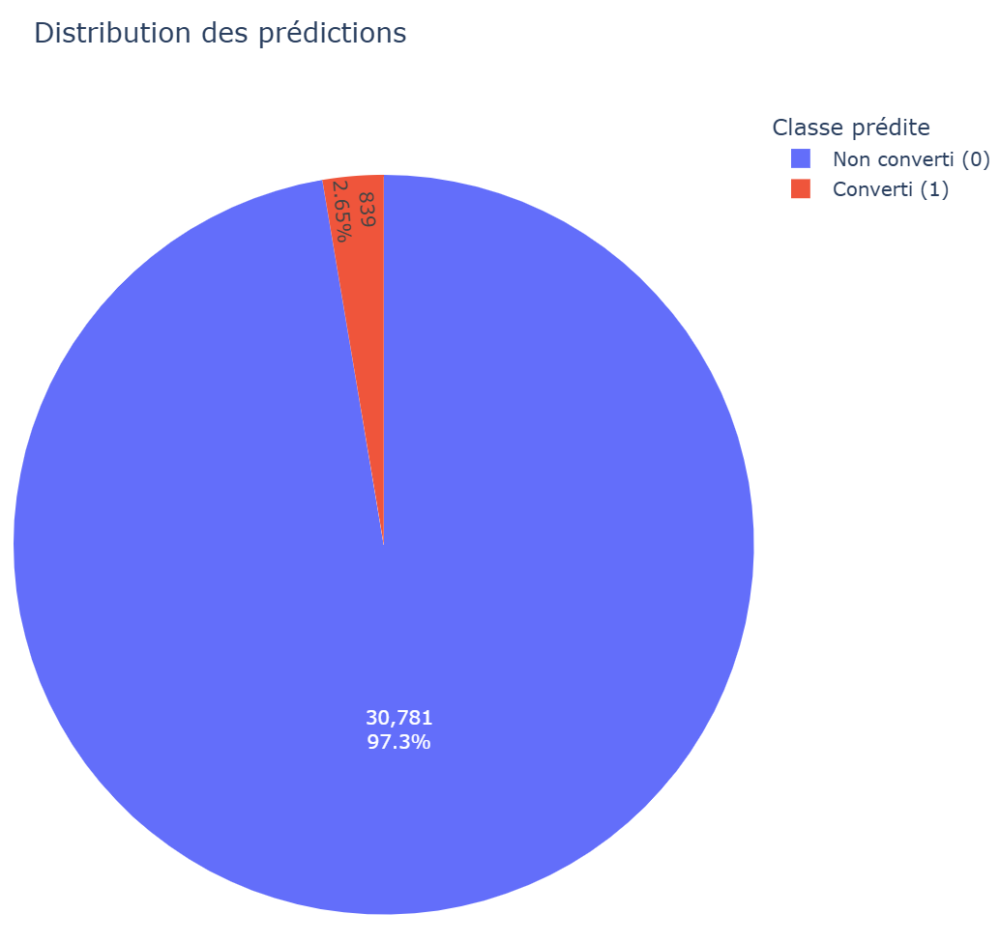 Distribution des prédictions
Classe prédite
Non converti (0)
Converti (1)
839
2.65%
30,781
97.3%